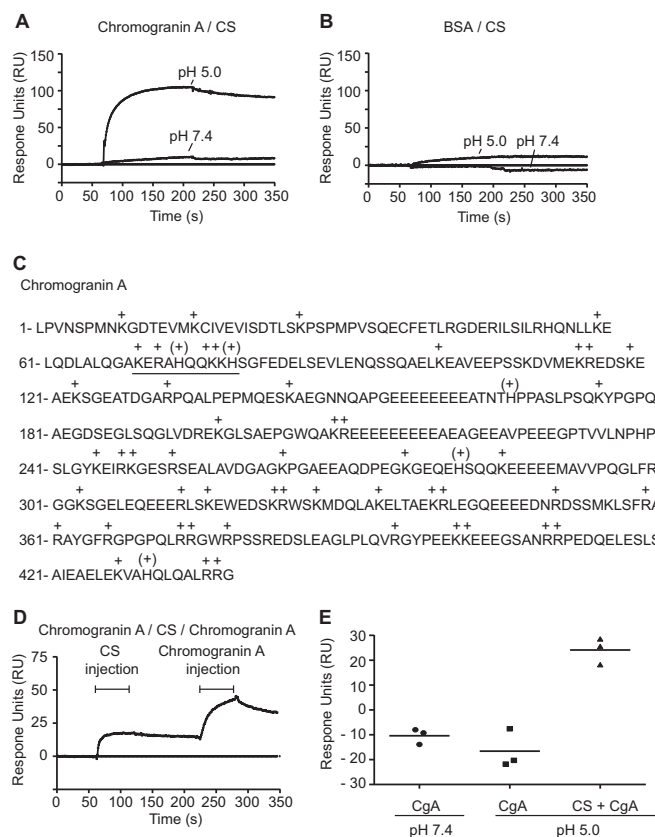 A
Chromogranin A / CS
Respone Units (RU)
150
100
50
0
pH 5.0
pH 7.4
0 50 100 150 200 250 300 350
Time (s)
B
BSA / CS
Respone Units (RU)
150
100
50
0
-25
pH 5.0 pH 7.4
0 50 100 150 200 250 300 350
Time (s)
C
Chromogranin A
+ + + +
1- LPVNSPMNKGDTEVMKCIVEVISDTLSKPSPMPVSQECFETLRGDERILSILRHQNLLKE
+ + (+) ++(+) + ++ +
61- LQDLALQGAKERAHQQKKHSGFEDELSEVLENQSSQAELKEAVEEPSSKDVMEKREDSKE
+ + + (+) +
121- AEKSGEATDGARPQALPEPMQESKAEGNNQAPGEEEEEEEEATNTHPPASLPSQKYPGPQ
+ ++
181- AEGDSEGLSQGLVDREKGLSAEPGWQAKREEEEEEEEEAEAGEEAVPEEEGPTVVLNPHP
+ ++ + + + (+) +
241- SLGYKEIRKGESRSEALAVDGAGKPGAEEAQDPEGKGEQEHSQQKEEEEEMAVVPQGLFR
+ + + + ++ + + ++ + + +
301- GGKSGELEQEEERLSKEWEDSKRWSKMDQLAKELTAEKRLEGQEEEEDNRDSSMKLSFRA
+ + ++ + + ++ ++
361- RAYGFRGPGPQLRRGWRPSSREDSLEAGLPLQVRGYPEEKKEEEGSANRRPEDQELESLS
+ (+) ++
421- AIEAELEKVAHQLQALRRG
D
Chromogranin A / CS / Chromogranin A
CS injection
Chromogranin A injection
Respone Units (RU)
75
50
25
0
0 50 100 150 200 250 300 350
Time (s)
E
Respone Units (RU)
30
20
10
0
- 10
- 20
- 30
CgA CgA CS + CgA
pH 7.4 pH 5.0